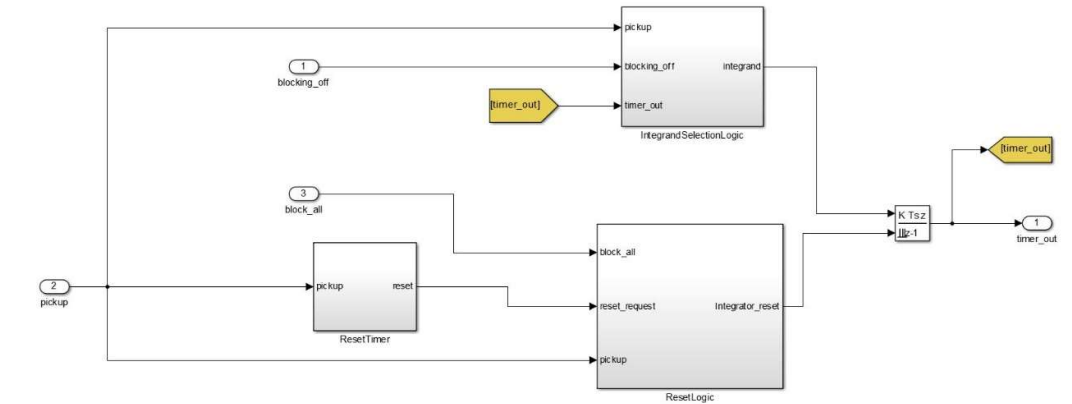 pickup
1
blocking_off
integrand
blocking_off
[timer_out]
timer_out
IntegrandSelectionLogic
[timer_out]
3
block_all
K Tsz
z-1
1
timer_out
block_all
2
pickup
pickup
reset
reset_request
Integrator_reset
ResetTimer
pickup
ResetLogic